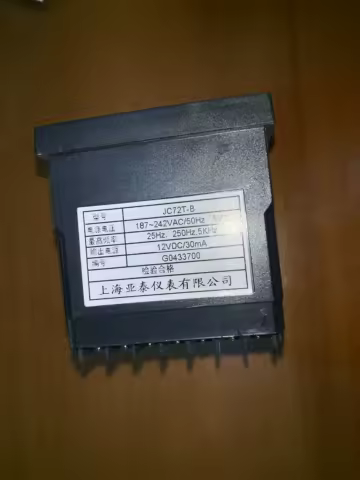 型号 JC72T-B
电源电压 187~242VAC/50Hz
最高频率 25Hz, 250Hz, 5KHz
输出电源 12VDC/30mA
编号 G0433700
检验合格
上海亚泰仪表有限公司